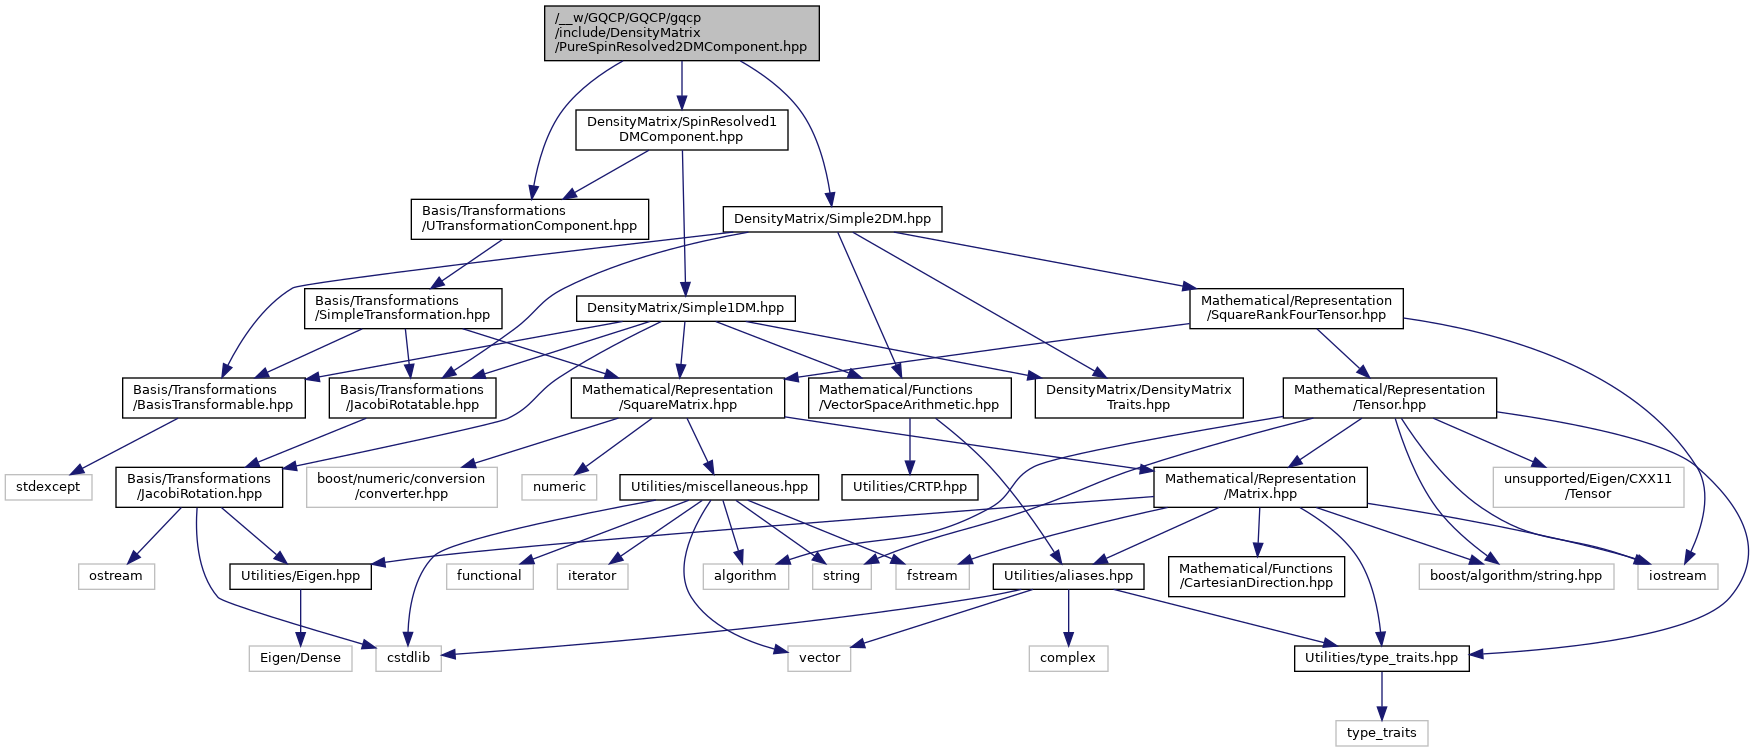 /__w/GQCP/GQCP/gqcp
/include/DensityMatrix
/PureSpinResolved2DMComponent.hpp
DensityMatrix/SpinResolved1
DMComponent.hpp
Basis/Transformations
/UTransformationComponent.hpp
DensityMatrix/Simple2DM.hpp
Basis/Transformations
/SimpleTransformation.hpp
DensityMatrix/Simple1DM.hpp
Mathematical/Representation
/SquareRankFourTensor.hpp
Basis/Transformations
/BasisTransformable.hpp
Basis/Transformations
/JacobiRotatable.hpp
Mathematical/Representation
/SquareMatrix.hpp
Mathematical/Functions
/VectorSpaceArithmetic.hpp
DensityMatrix/DensityMatrix
Traits.hpp
Mathematical/Representation
/Tensor.hpp
stdexcept
Basis/Transformations
/JacobiRotation.hpp
boost/numeric/conversion
/converter.hpp
numeric
Utilities/miscellaneous.hpp
Utilities/CRTP.hpp
Mathematical/Representation
/Matrix.hpp
unsupported/Eigen/CXX11
/Tensor
ostream
Utilities/Eigen.hpp
functional
iterator
algorithm
string
fstream
Utilities/aliases.hpp
Mathematical/Functions
/CartesianDirection.hpp
boost/algorithm/string.hpp
iostream
Eigen/Dense
cstdlib
vector
complex
Utilities/type_traits.hpp
type_traits